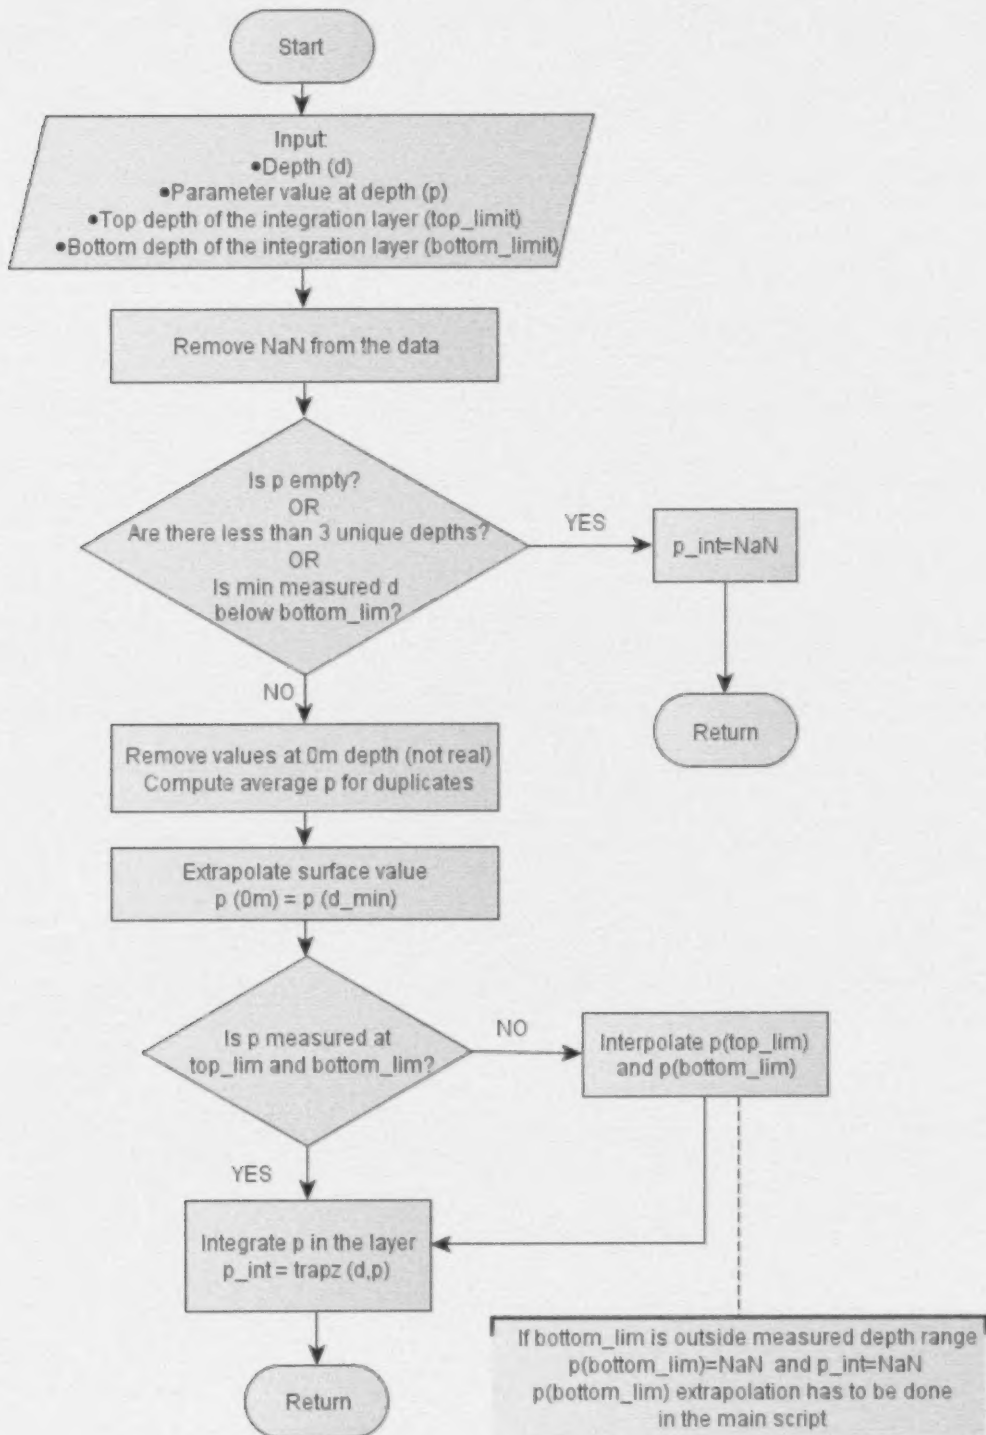 Start
Input:
•Depth (d)
•Parameter value at depth (p)
•Top depth of the integration layer (top_limit)
•Bottom depth of the integration layer (bottom_limit)
Remove NaN from the data
Is p empty?
OR
Are there less than 3 unique depths?
OR
Is min measured d
below bottom_lim?
YES
p_int=NaN
Return
NO
Remove values at 0m depth (not real)
Compute average p for duplicates
Extrapolate surface value
p (0m) = p (d_min)
Is p measured at
top_lim and bottom_lim?
NO
Interpolate p(top_lim)
and p(bottom_lim)
YES
Integrate p in the layer
p_int = trapz (d,p)
If bottom_lim is outside measured depth range
p(bottom_lim)=NaN and p_int=NaN
p(bottom_lim) extrapolation has to be done
in the main script
Return